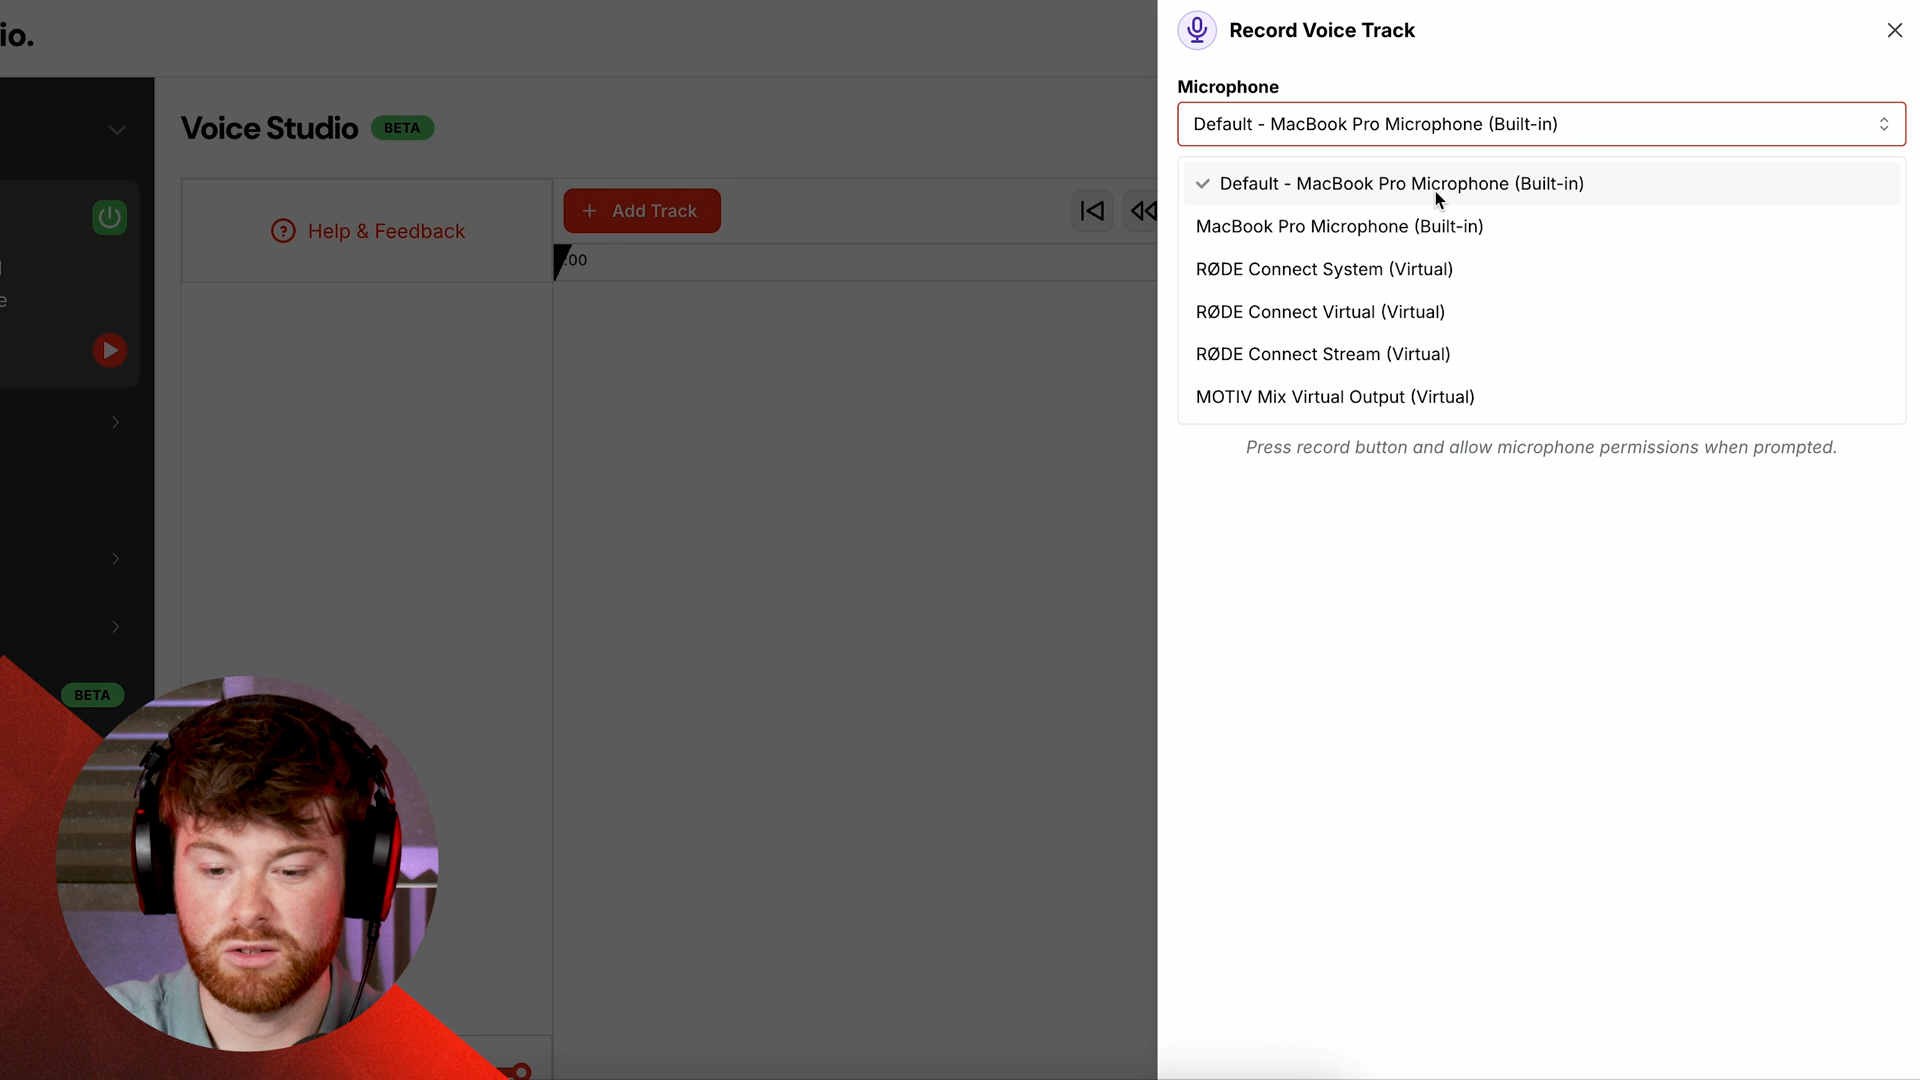 io.
Voice Studio
BETA
Help & Feedback
+ Add Track
:00
e
BETA
Record Voice Track
Microphone
Default - MacBook Pro Microphone (Built-in)
Default - MacBook Pro Microphone (Built-in)
MacBook Pro Microphone (Built-in)
RØDE Connect System (Virtual)
RØDE Connect Virtual (Virtual)
RØDE Connect Stream (Virtual)
MOTIV Mix Virtual Output (Virtual)
Press record button and allow microphone permissions when prompted.